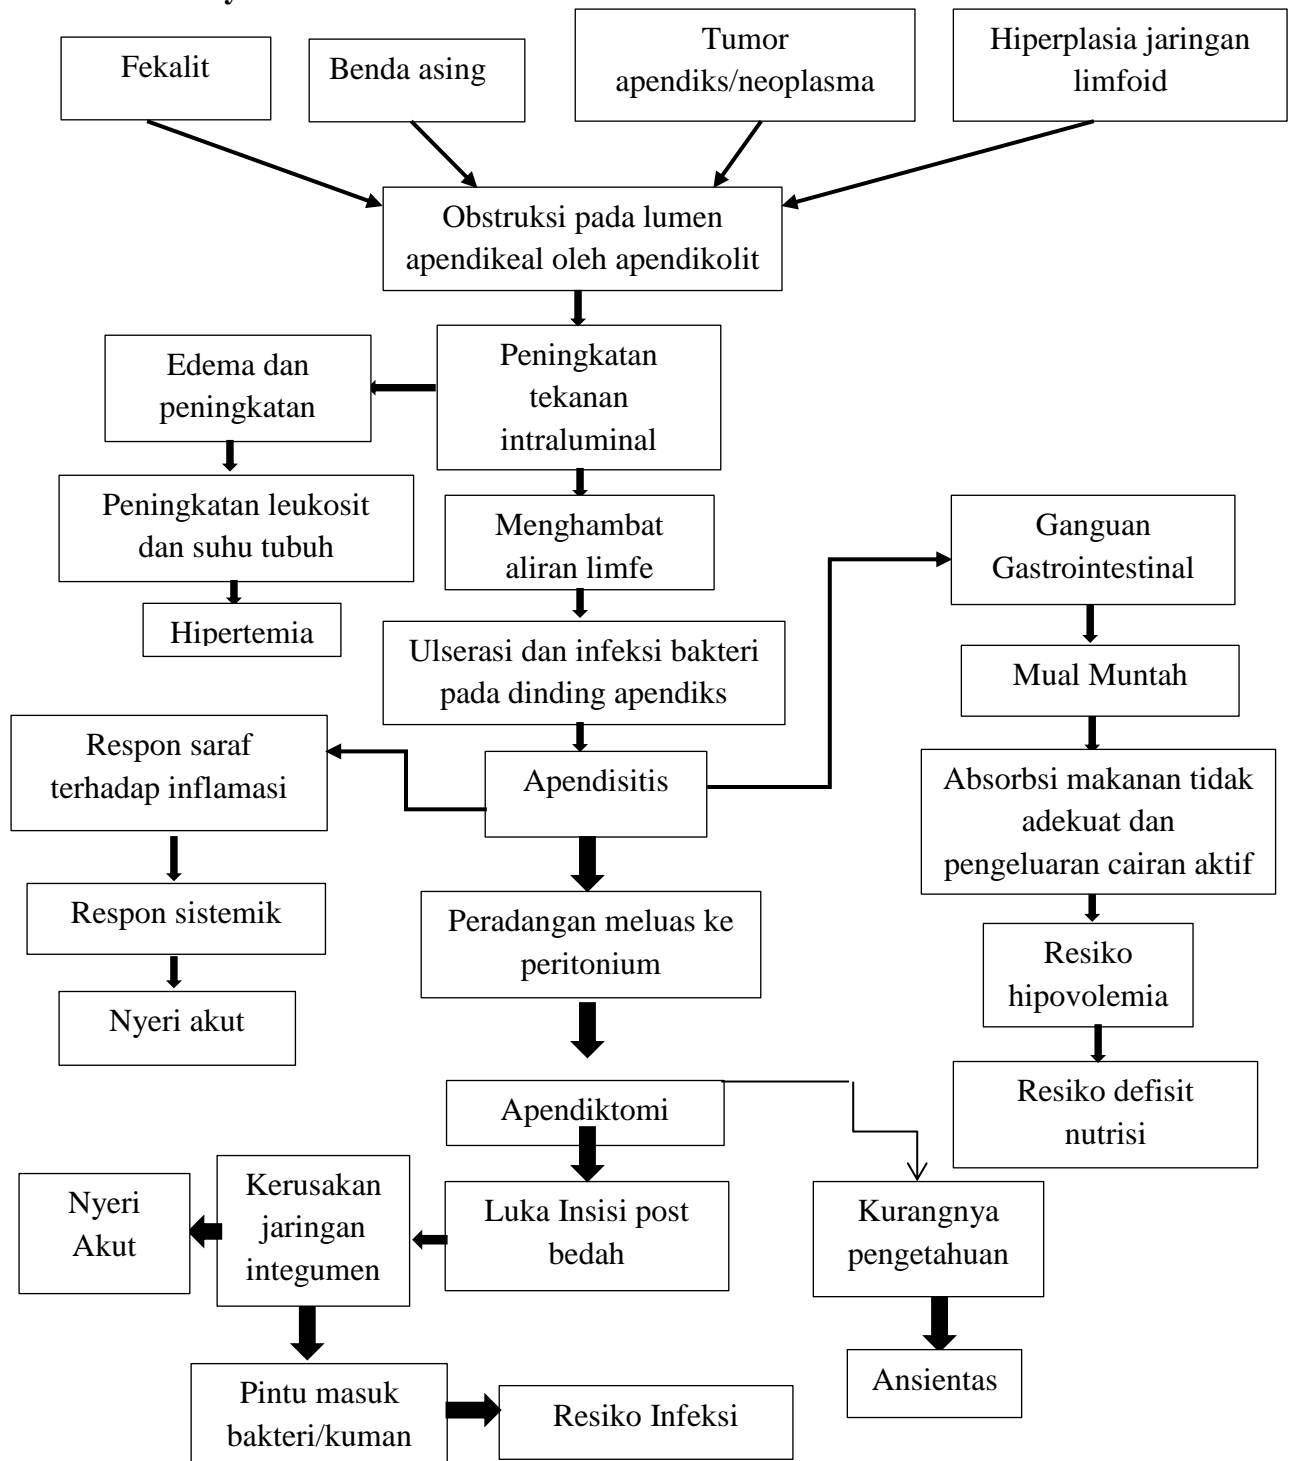 Fekalit
Benda asing
Tumor
apendiks/neoplasma
Hiperplasia jaringan
limfoid
Obstruksi pada lumen
apendikeal oleh apendikolit
Edema dan
peningkatan
Peningkatan
tekanan
intraluminal
Peningkatan leukosit
dan suhu tubuh
Menghambat
aliran limfe
Ganguan
Gastrointestinal
Hipertemia
Ulserasi dan infeksi bakteri
pada dinding apendiks
Mual Muntah
Respon saraf
terhadap inflamasi
Apendisitis
Absorbsi makanan tidak
adekuat dan
pengeluaran cairan aktif
Respon sistemik
Peradangan meluas ke
peritonium
Resiko
hipovolemia
Nyeri akut
Apendiktomi
Resiko defisit
nutrisi
Nyeri
Akut
Kerusakan
jaringan
integumen
Luka Insisi post
bedah
Kurangnya
pengetahuan
Pintu masuk
bakteri/kuman
Resiko Infeksi
Ansientas